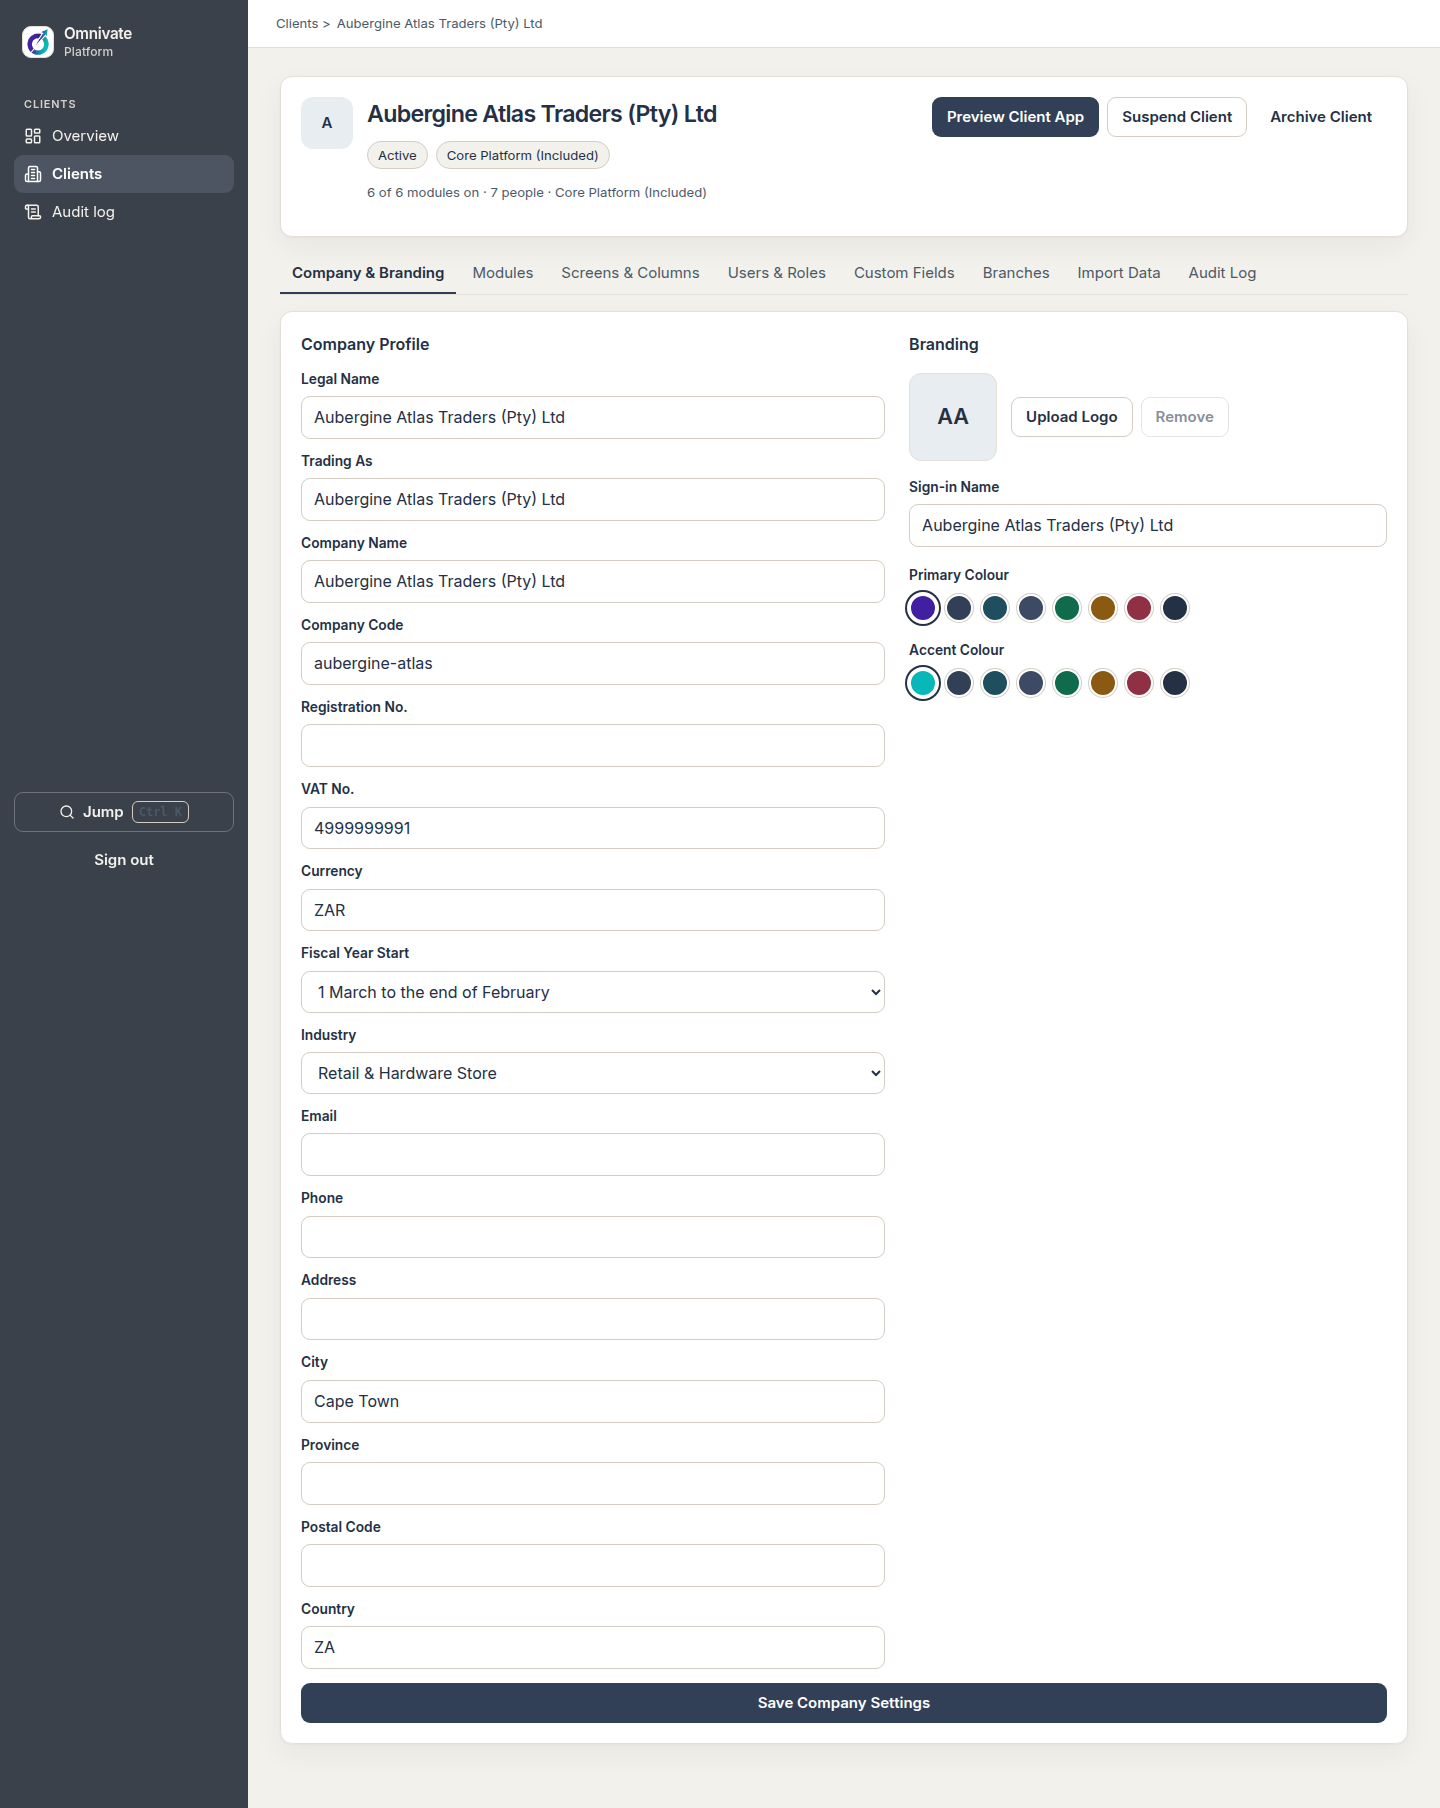 Omnivate
Platform
CLIENTS
Overview
Clients
Audit log
Jump Ctrl K
Sign out
Clients > Aubergine Atlas Traders (Pty) Ltd
A
Aubergine Atlas Traders (Pty) Ltd
Active
Core Platform (Included)
6 of 6 modules on · 7 people · Core Platform (Included)
Preview Client App
Suspend Client
Archive Client
Company & Branding
Modules
Screens & Columns
Users & Roles
Custom Fields
Branches
Import Data
Audit Log
Company Profile
Legal Name
Aubergine Atlas Traders (Pty) Ltd
Trading As
Aubergine Atlas Traders (Pty) Ltd
Company Name
Aubergine Atlas Traders (Pty) Ltd
Company Code
aubergine-atlas
Registration No.
VAT No.
4999999991
Currency
ZAR
Fiscal Year Start
1 March to the end of February
Industry
Retail & Hardware Store
Email
Phone
Address
City
Cape Town
Province
Postal Code
Country
ZA
Branding
AA
Upload Logo
Remove
Sign-in Name
Aubergine Atlas Traders (Pty) Ltd
Primary Colour
Accent Colour
Save Company Settings